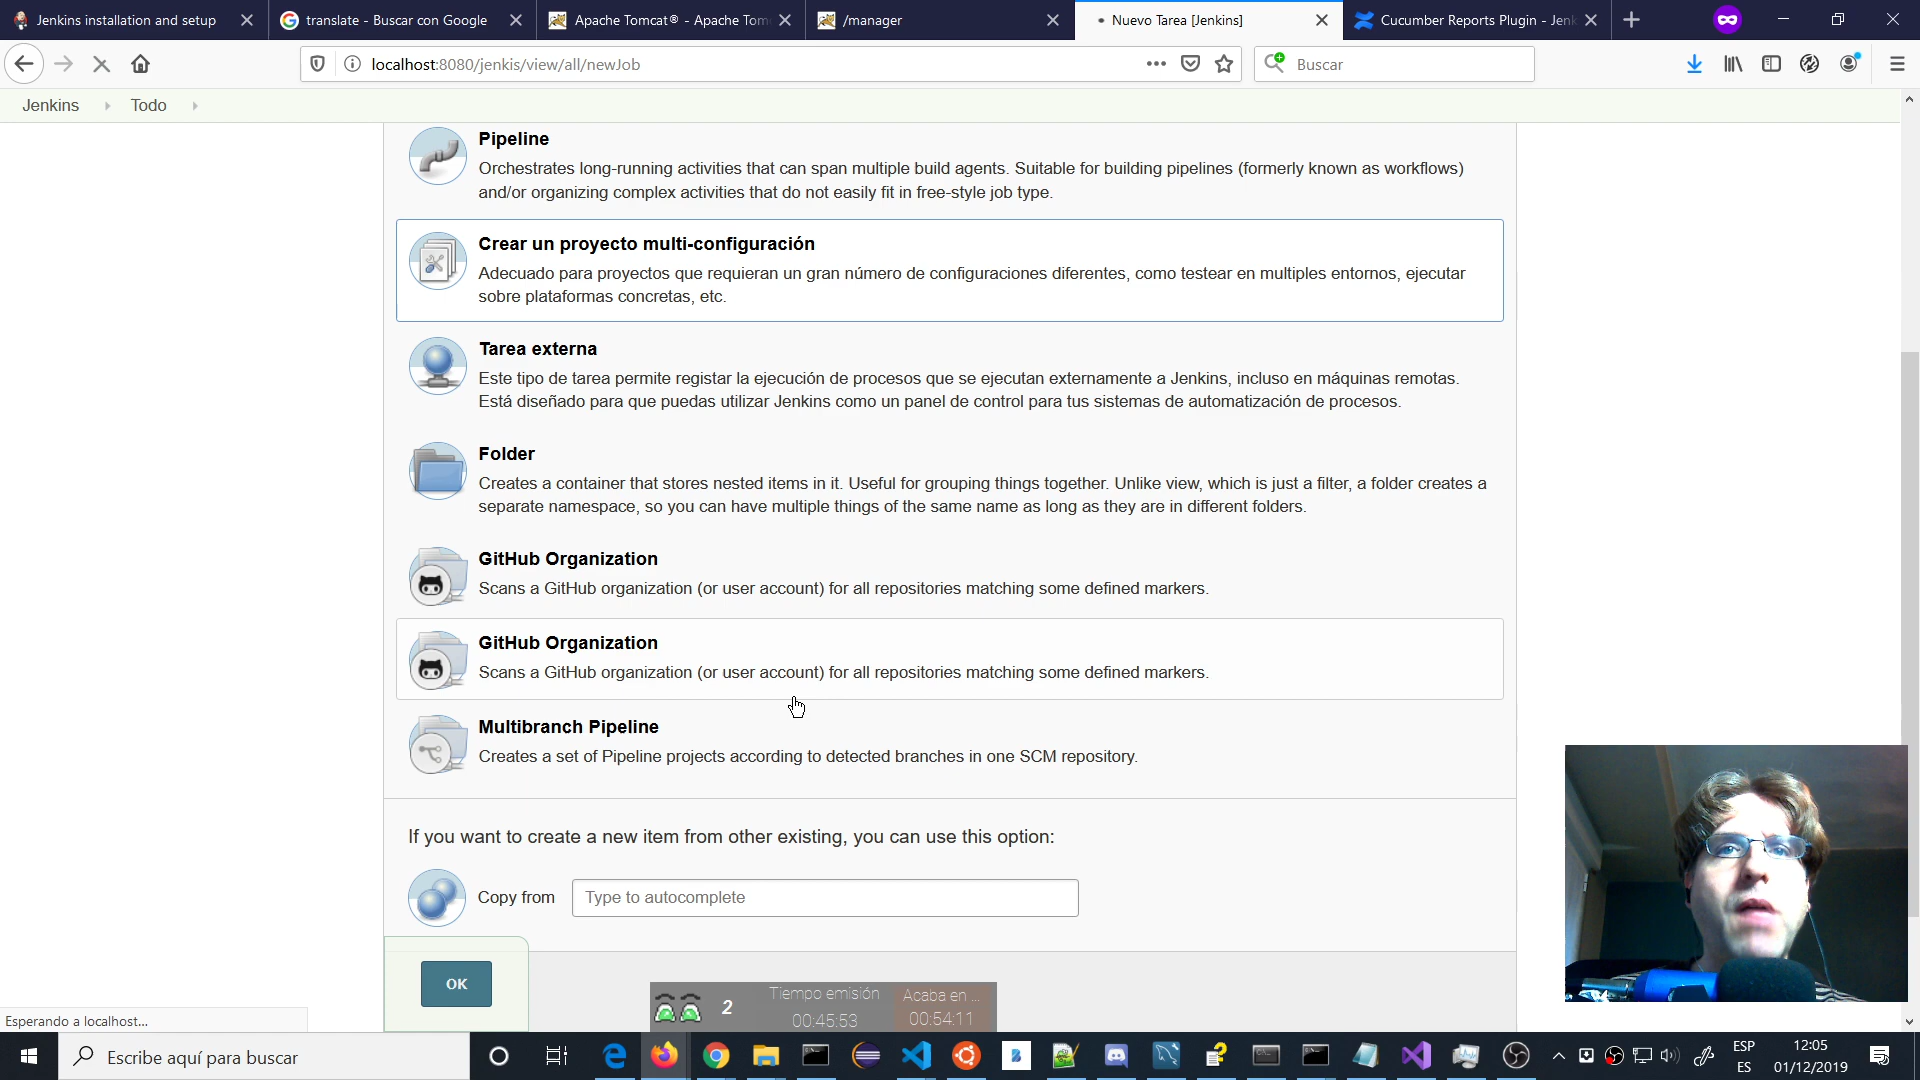 Jenkins installation and setup
translate - Buscar con Google
Apache Tomcat® - Apache Tom
/manager
Nuevo Tarea [Jenkins]
Cucumber Reports Plugin - Jenk
localhost:8080/jenkis/view/all/newJob
Buscar
Jenkins
Todo
Pipeline
Orchestrates long-running activities that can span multiple build agents. Suitable for building pipelines (formerly known as workflows)
and/or organizing complex activities that do not easily fit in free-style job type.
Crear un proyecto multi-configuración
Adecuado para proyectos que requieran un gran número de configuraciones diferentes, como testear en multiples entornos, ejecutar
sobre plataformas concretas, etc.
Tarea externa
Este tipo de tarea permite registar la ejecución de procesos que se ejecutan externamente a Jenkins, incluso en máquinas remotas.
Está diseñado para que puedas utilizar Jenkins como un panel de control para tus sistemas de automatización de procesos.
Folder
Creates a container that stores nested items in it. Useful for grouping things together. Unlike view, which is just a filter, a folder creates a
separate namespace, so you can have multiple things of the same name as long as they are in different folders.
GitHub Organization
Scans a GitHub organization (or user account) for all repositories matching some defined markers.
GitHub Organization
Scans a GitHub organization (or user account) for all repositories matching some defined markers.
Multibranch Pipeline
Creates a set of Pipeline projects according to detected branches in one SCM repository.
If you want to create a new item from other existing, you can use this option:
Copy from
Type to autocomplete
OK
2
Tiempo emisión
00:45:53
Acaba en ...
00:54:11
Esperando a localhost...
Escribe aquí para buscar
ESP
ES
12:05
01/12/2019